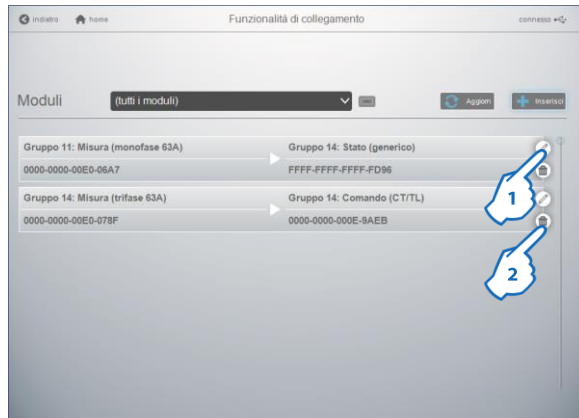 indietro home Funzionalità di collegamento connesso
Moduli (tutti i moduli) Aggiorn Inserisci
Gruppo 11: Misura (monofase 63A) Gruppo 14: Stato (generico)
0000-0000-00E0-06A7 FFFF-FFFF-FFFF-FD96
1
Gruppo 14: Misura (trifase 63A) Gruppo 14: Comando (CT/TL)
0000-0000-00E0-078F 0000-0000-000E-9AEB
2